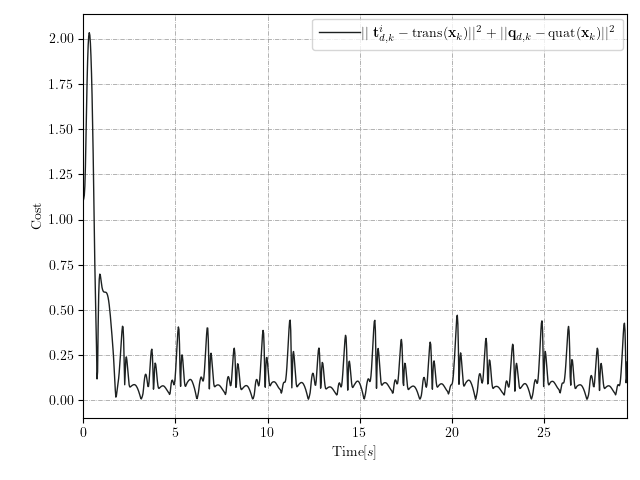 || t^i_{d,k} − trans(x_k)||^2 + ||q_{d,k} − quat(x_k)||^2
2.00
1.75
1.50
1.25
1.00
0.75
0.50
0.25
0.00
Cost
0 5 10 15 20 25
Time[s]